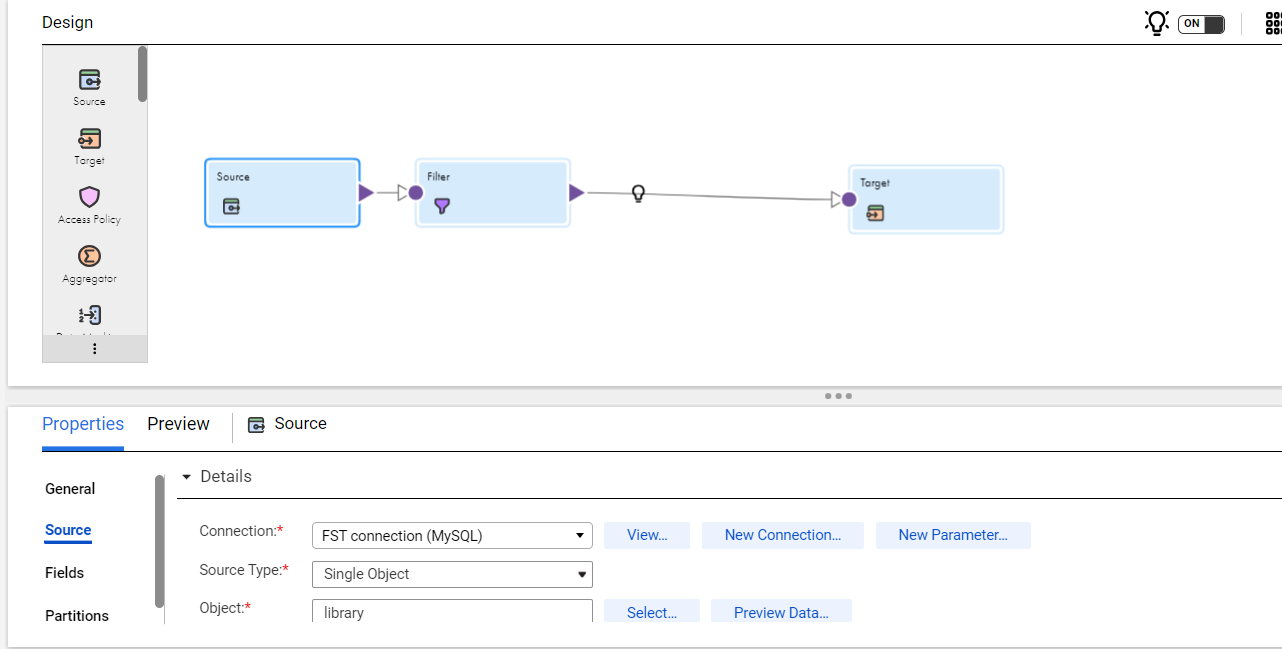 Design
ON
Source
Target
Access Policy
Aggregator
Source
Filter
Target
Properties
Preview
Source
General
Source
Fields
Partitions
Details
Connection:*
FST connection (MySQL)
View...
New Connection...
New Parameter...
Source Type:*
Single Object
Object:*
library
Select...
Preview Data...